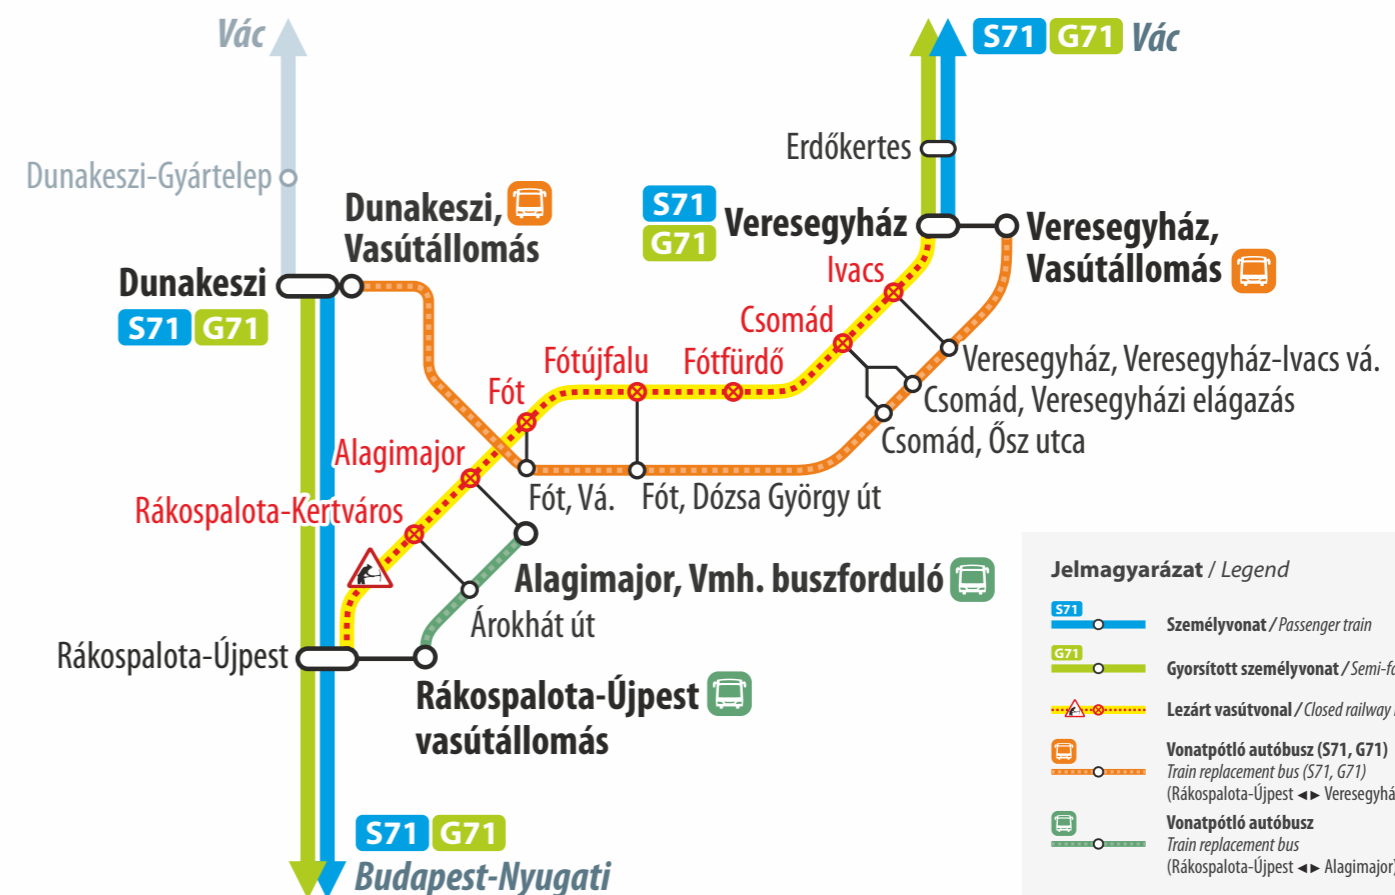 Vác
S71 G71 Vác
Erdőkertes
Dunakeszi-Gyártelep
Dunakeszi,
Vasútállomás
S71
G71
Veresegyház
Veresegyház,
Vasútállomás
Dunakeszi
S71 G71
Ivacs
Csomád
Fótújfalu
Fótfürdő
Veresegyház, Veresegyház-Ivacs vá.
Fót
Csomád, Veresegyházi elágazás
Csomád, Ősz utca
Alagimajor
Fót, Vá.
Fót, Dózsa György út
Rákospalota-Kertváros
Alagimajor, Vmh. buszforduló
Árokhát út
Rákospalota-Újpest
Rákospalota-Újpest
vasútállomás
S71 G71
Budapest-Nyugati
Jelmagyarázat / Legend
S71
Személyvonat / Passenger train
G71
Gyorsított személyvonat /
Lezárt vasútvonal / Closed railway
Vonatpótló autóbusz (S71, G71)
Train replacement bus (S71, G71)
(Rákospalota-Újpest ◄►
Vonatpótló autóbusz
Train replacement bus
(Rákospalota-Újpest ◄► Alagimajor)